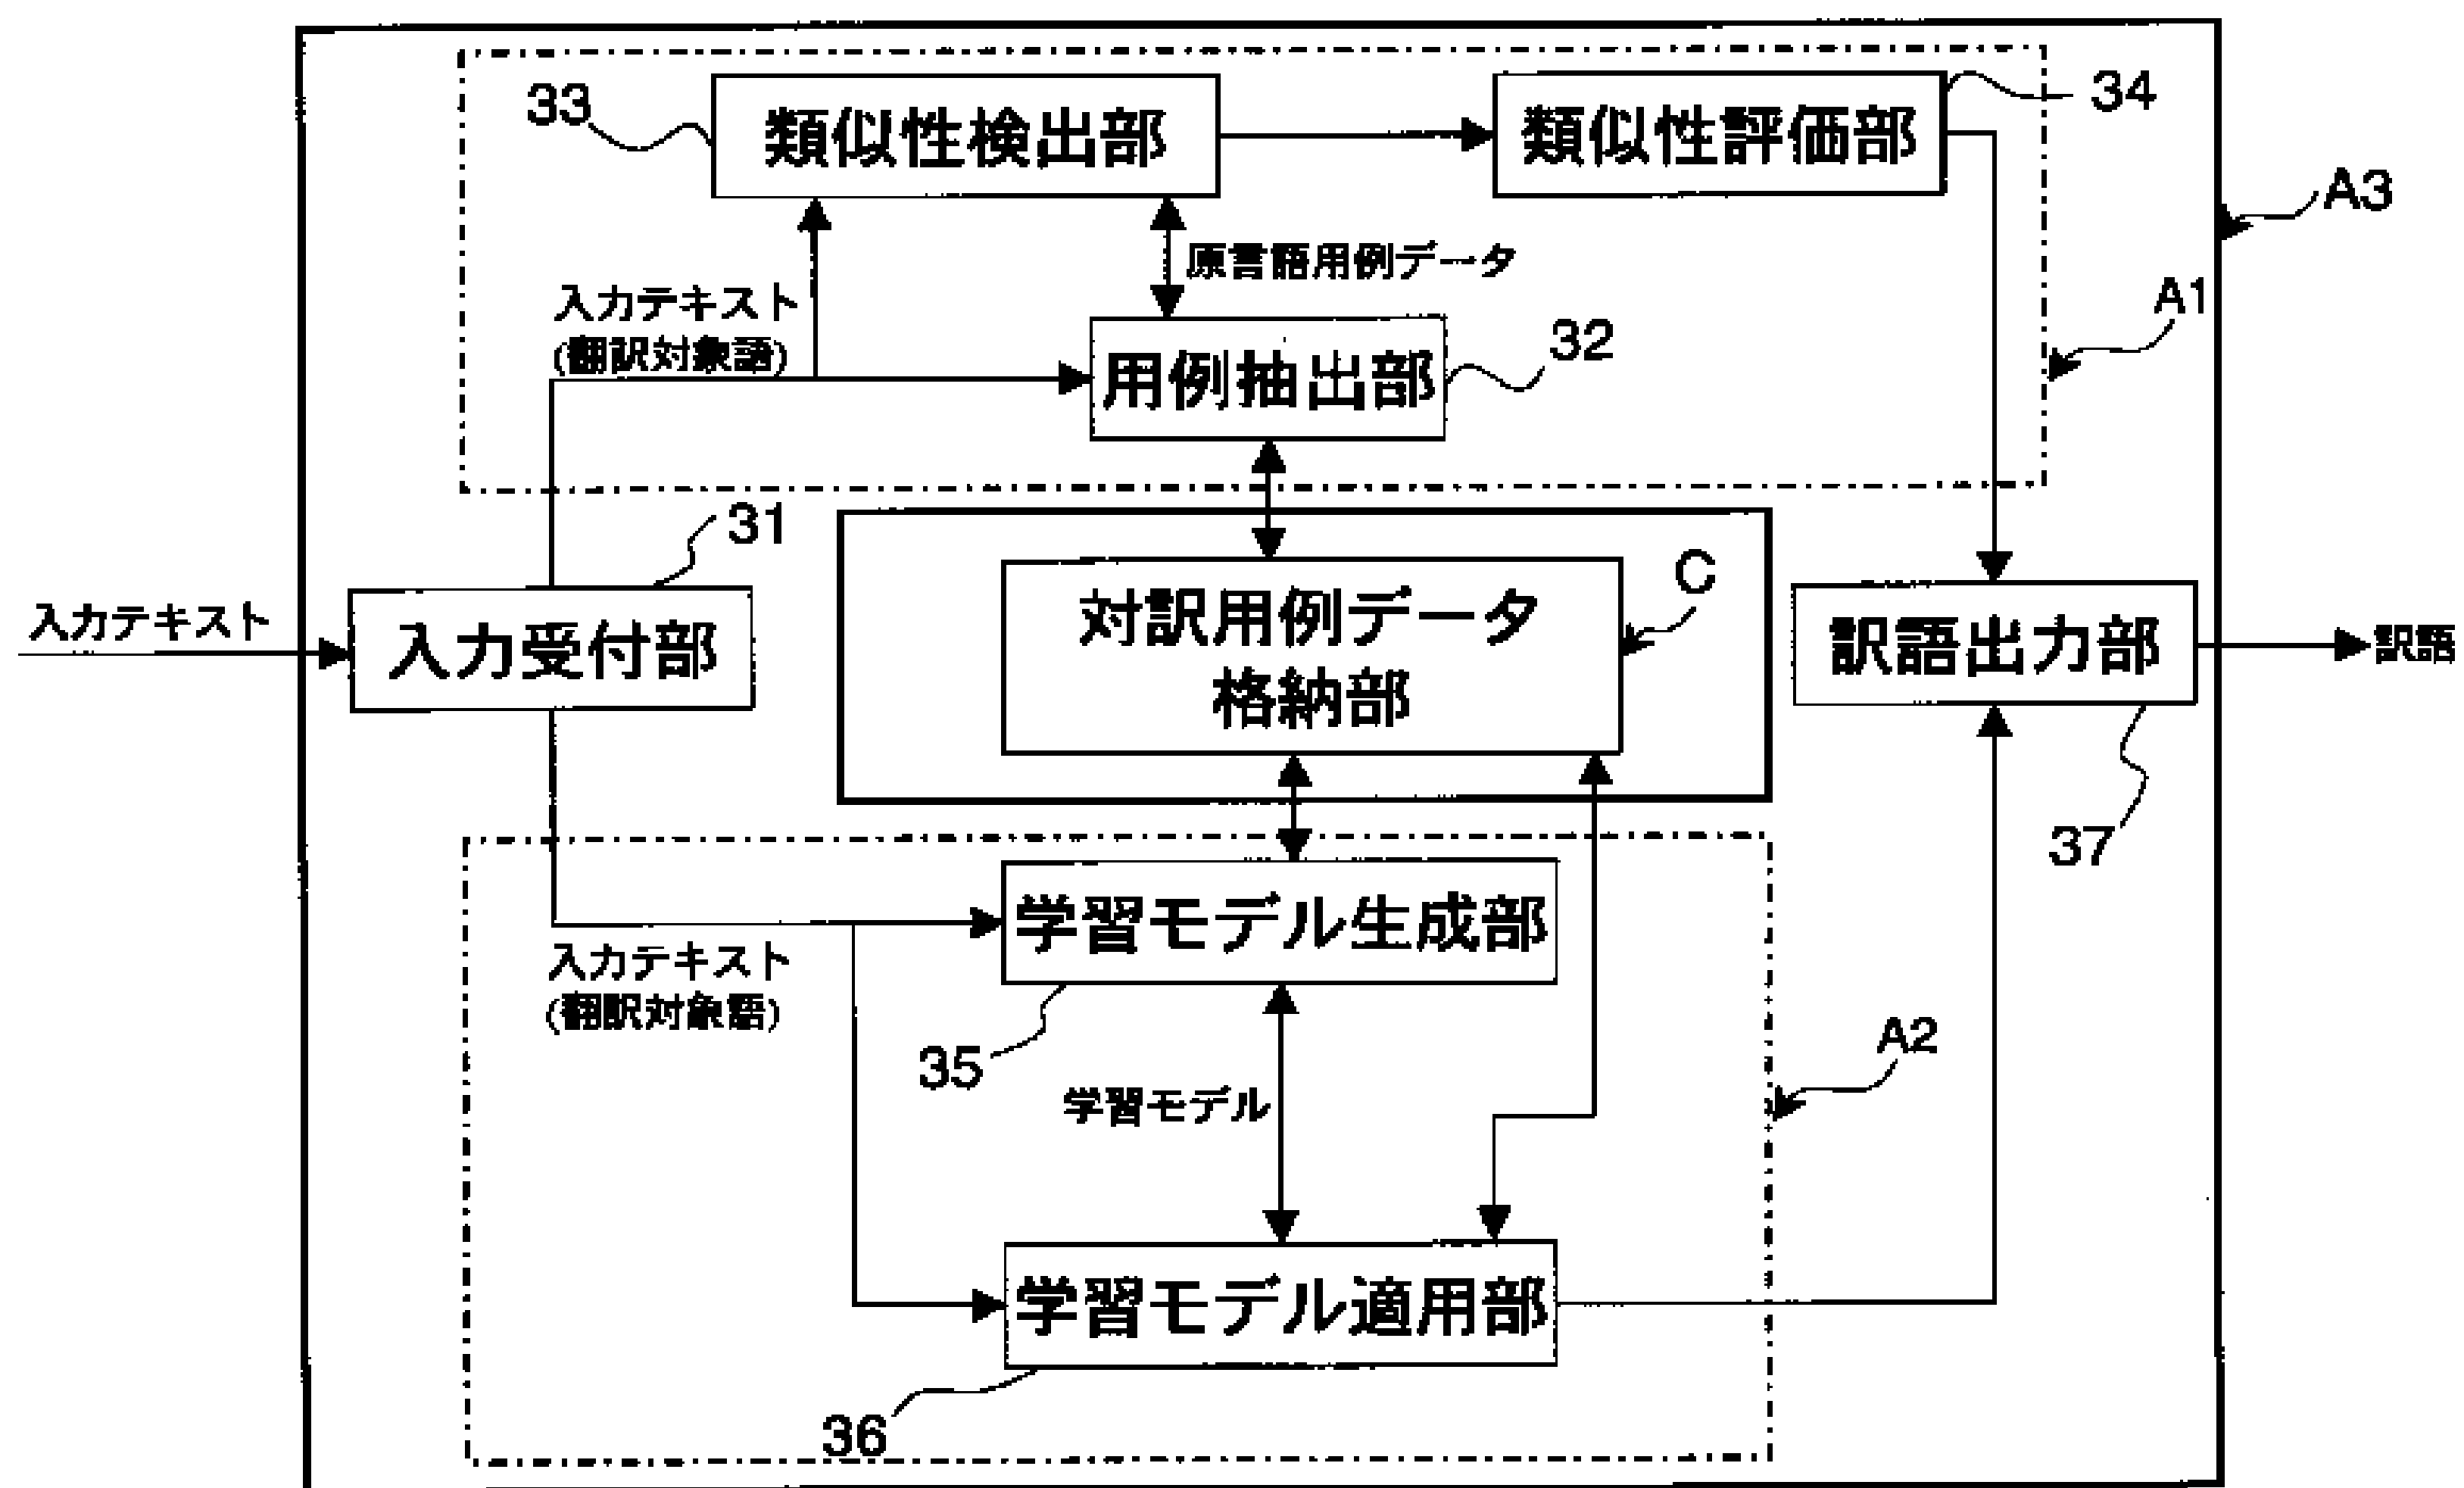 33
類似性検出部
類似性評価部
34
A3
原言語用例データ
A1
入力テキスト
(翻訳対象語)
32
用例抽出部
31
C
入力テキスト
入力受付部
対訳用例データ
格納部
訳語出力部
訳語
37
学習モデル生成部
入力テキスト
(翻訳対象語)
35
A2
学習モデル
学習モデル適用部
36